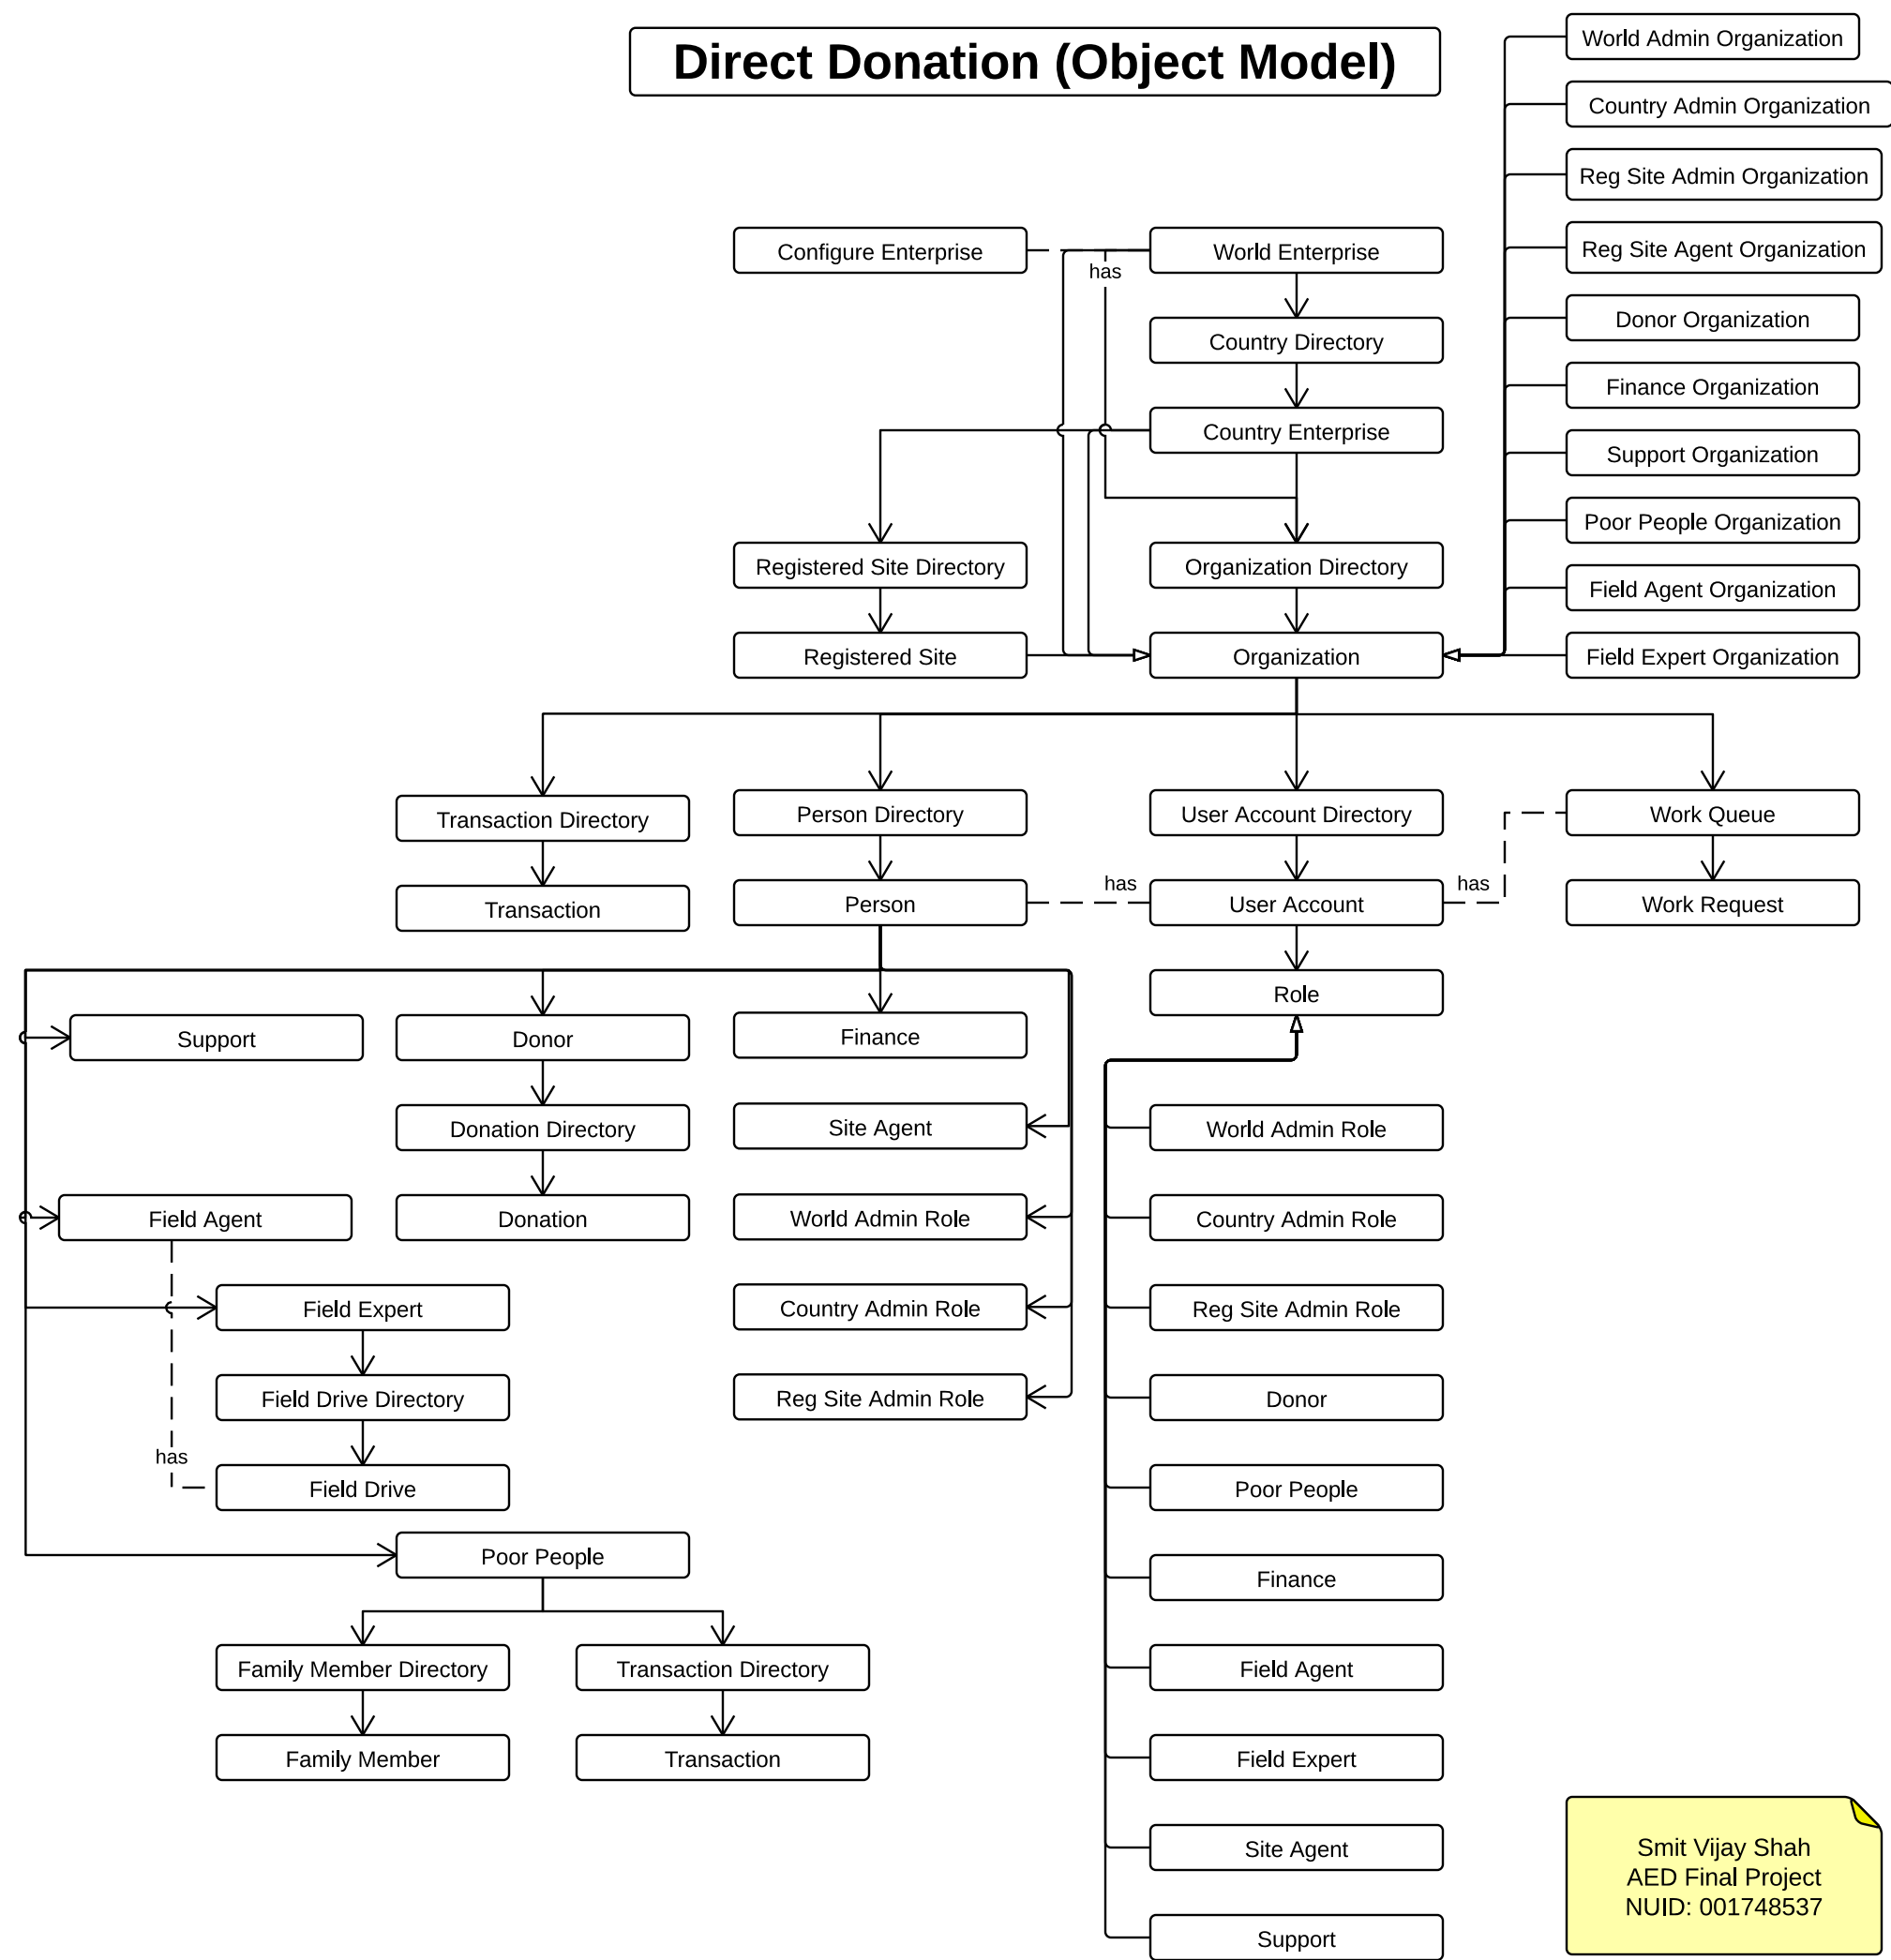 Direct Donation (Object Model)
World Admin Organization
Country Admin Organization
Reg Site Admin Organization
Reg Site Agent Organization
Donor Organization
Finance Organization
Support Organization
Poor People Organization
Field Agent Organization
Field Expert Organization
Configure Enterprise
has
World Enterprise
Country Directory
Country Enterprise
Registered Site Directory
Organization Directory
Registered Site
Organization
Transaction Directory
Person Directory
User Account Directory
Work Queue
Transaction
Person
has
User Account
has
Work Request
Role
Support
Donor
Finance
Donation Directory
Site Agent
World Admin Role
Field Agent
Donation
World Admin Role
Country Admin Role
Field Expert
Country Admin Role
Reg Site Admin Role
Field Drive Directory
Reg Site Admin Role
Donor
has
Field Drive
Poor People
Poor People
Finance
Family Member Directory
Transaction Directory
Field Agent
Family Member
Transaction
Field Expert
Site Agent
Support
Smit Vijay Shah
AED Final Project
NUID: 001748537